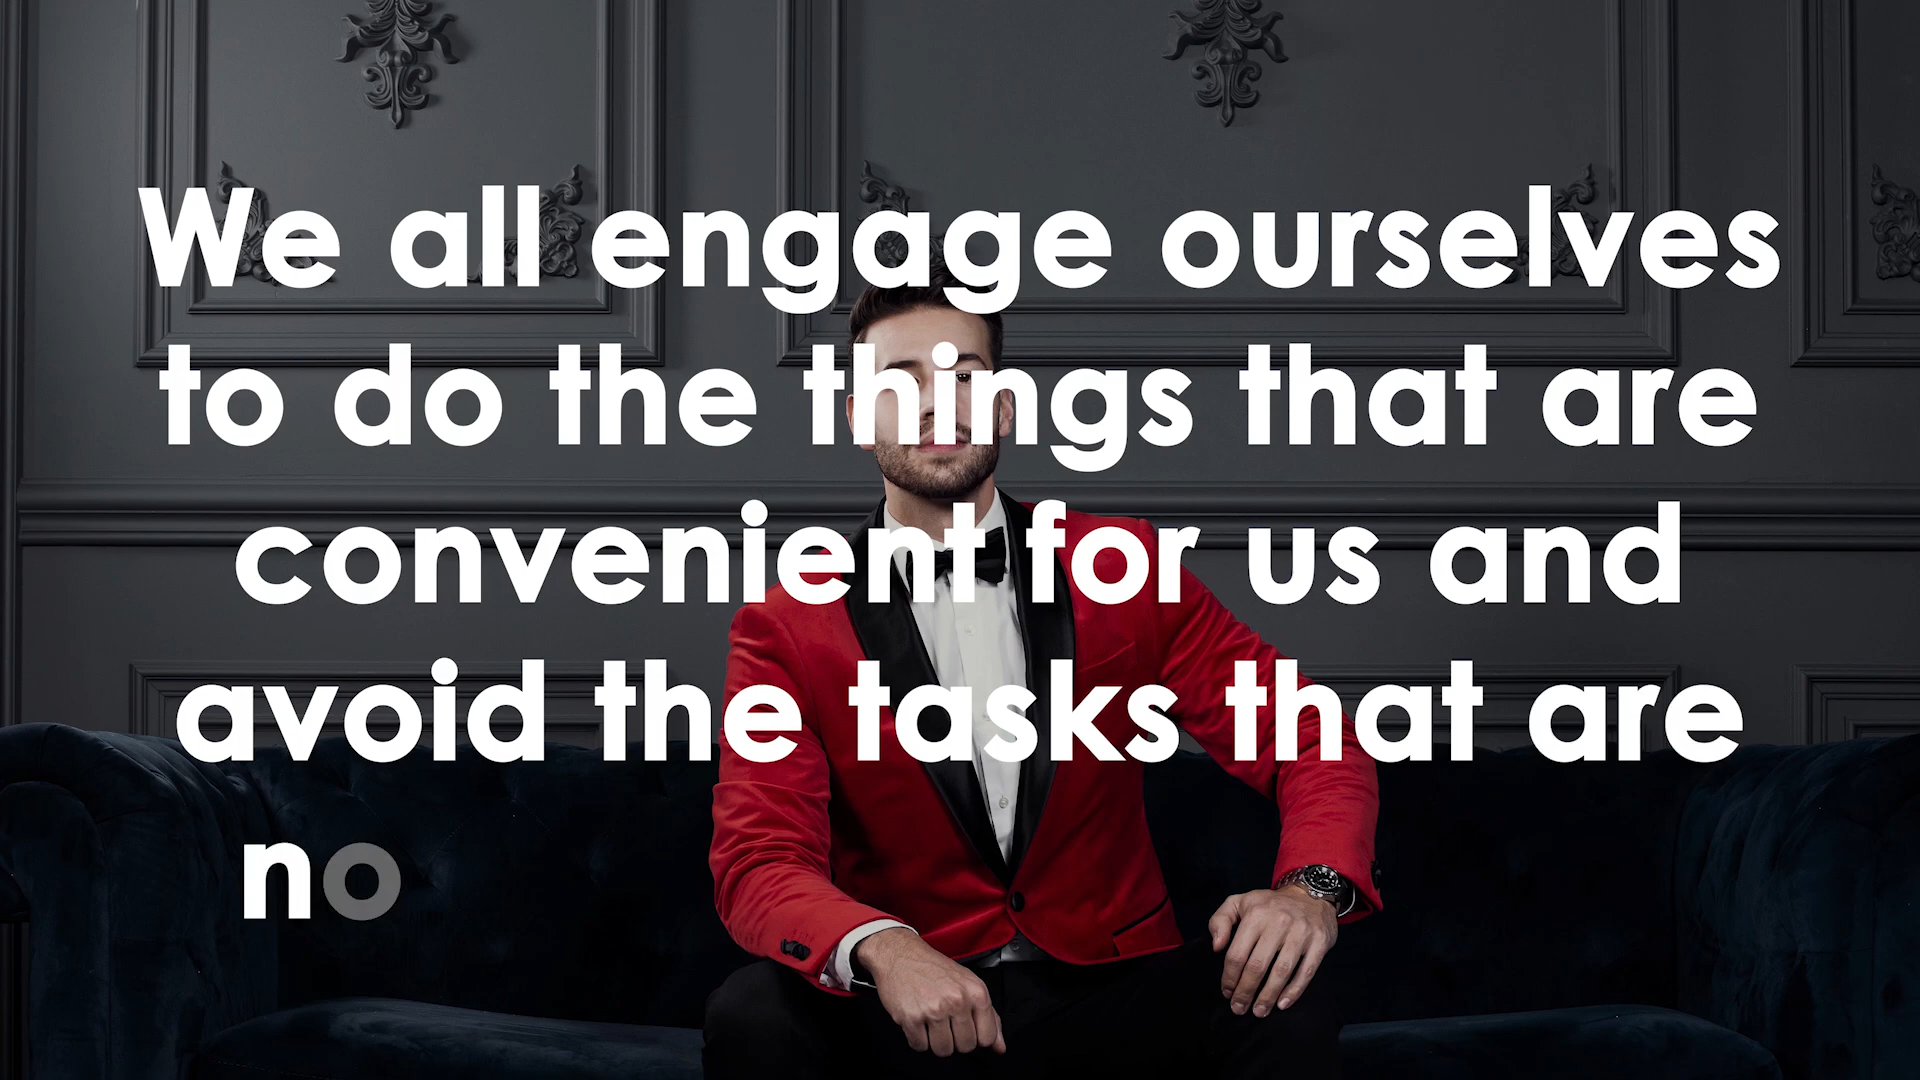 We all engage ourselves
to do the things that are
convenient for us and
avoid the tasks that are
no